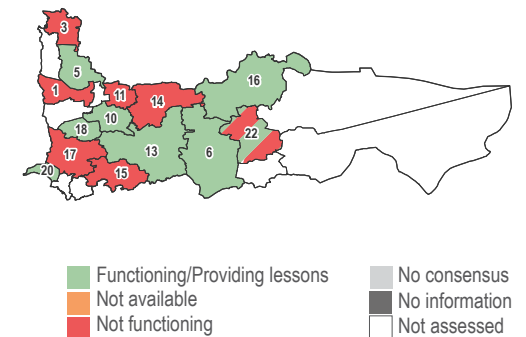 3
5
1
11
14
16
10
18
22
17
13
6
20
15
Functioning/Providing lessons
Not available
Not functioning
No consensus
No information
Not assessed